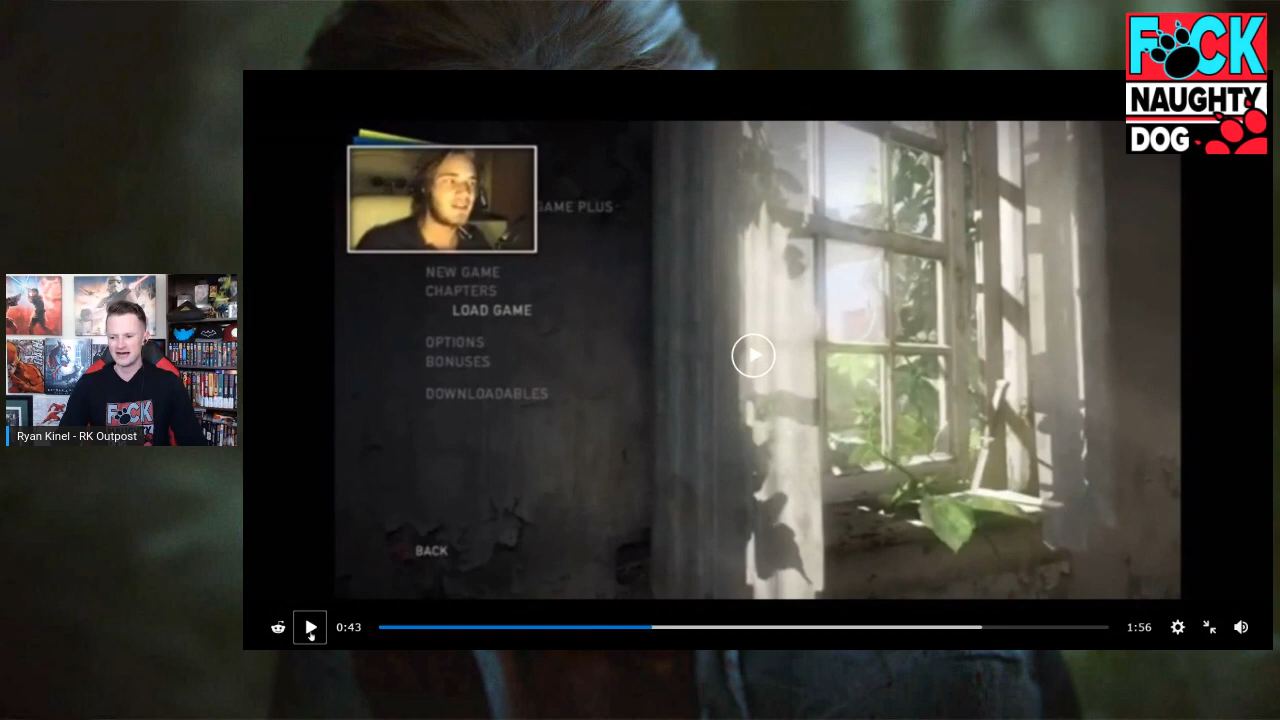 F CK
NAUGHTY
DOG
GAME PLUS
NEW GAME
CHAPTERS
LOAD GAME
OPTIONS
BONUSES
DOWNLOADABLES
BACK
F CK
Ryan Kinel - RK Outpost
0:43
1:56